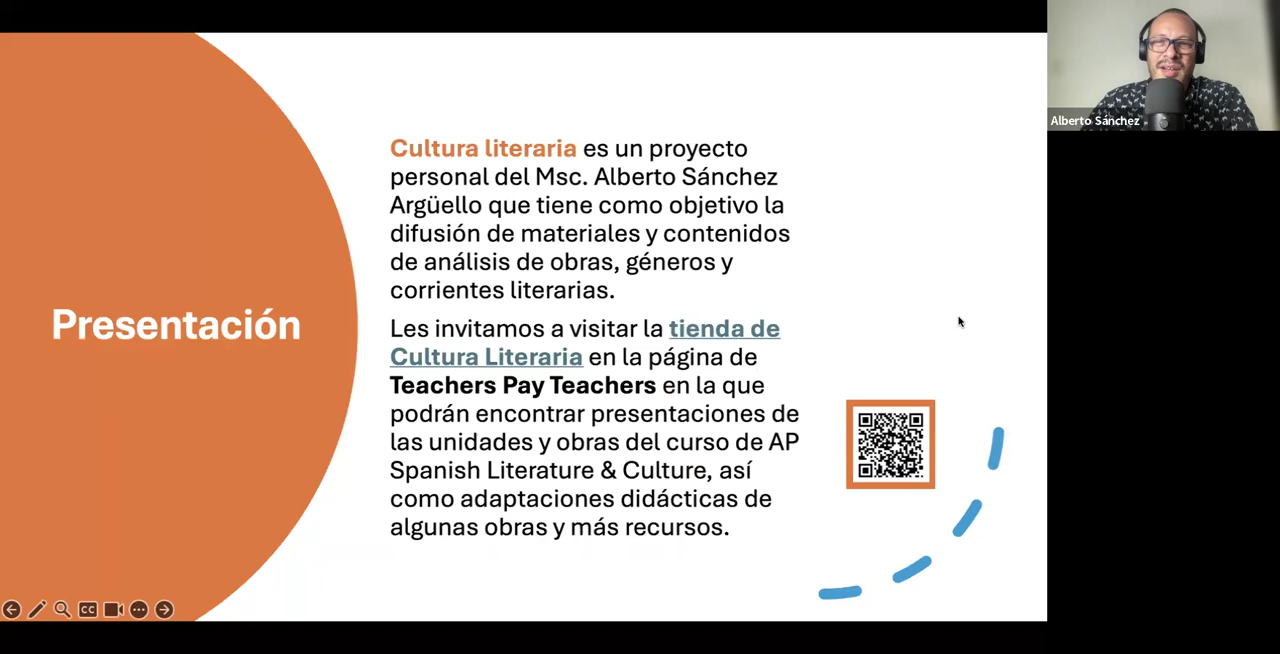 Presentación
Cultura literaria es un proyecto
personal del Msc. Alberto Sánchez
Argüello que tiene como objetivo la
difusión de materiales y contenidos
de análisis de obras, géneros y
corrientes literarias.
Les invitamos a visitar la tienda de
Cultura Literaria en la página de
Teachers Pay Teachers en la que
podrán encontrar presentaciones de
las unidades y obras del curso de AP
Spanish Literature & Culture, así
como adaptaciones didácticas de
algunas obras y más recursos.
Alberto Sánchez
CC